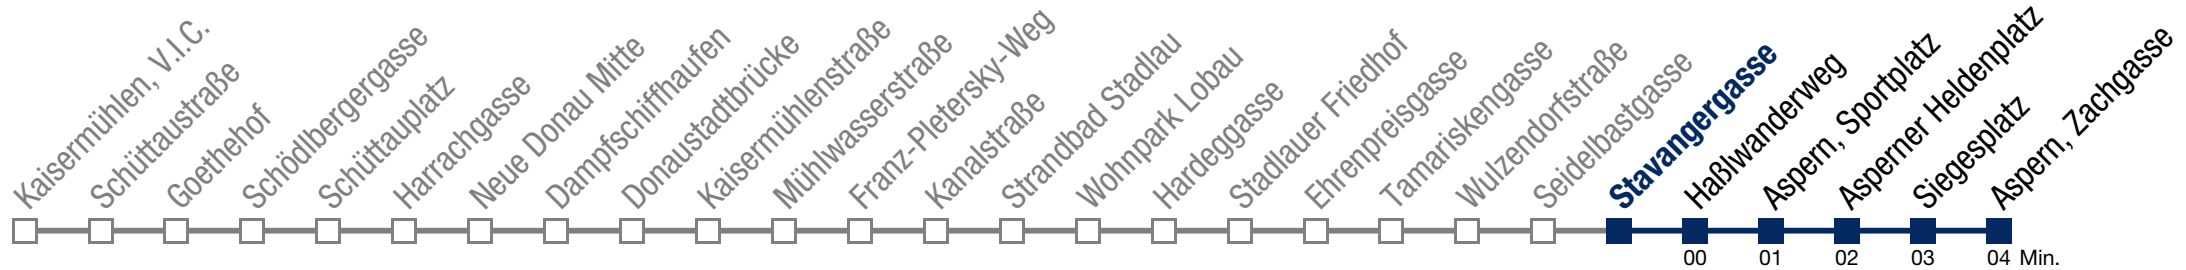 Kaisermühlen, V.I.C.
Schüttaustraße
Goethehof
Schödlbergergasse
Schüttauplatz
Harrachgasse
Neue Donau Mitte
Dampfschiffhaufen
Donaustadtbrücke
Kaisermühlenstraße
Mühlwasserstraße
Franz-Pletersky-Weg
Kanalstraße
Strandbad Stadlau
Wohnpark Lobau
Hardeggasse
Stadlauer Friedhof
Ehrenpreisgasse
Tamariskengasse
Wulzendorfstraße
Seidelbastgasse
Stavangergasse
Haßlwanderweg
Aspern, Sportplatz
Asperner Heldenplatz
Siegesplatz
Aspern, Zachgasse
00 01 02 03 04 Min.